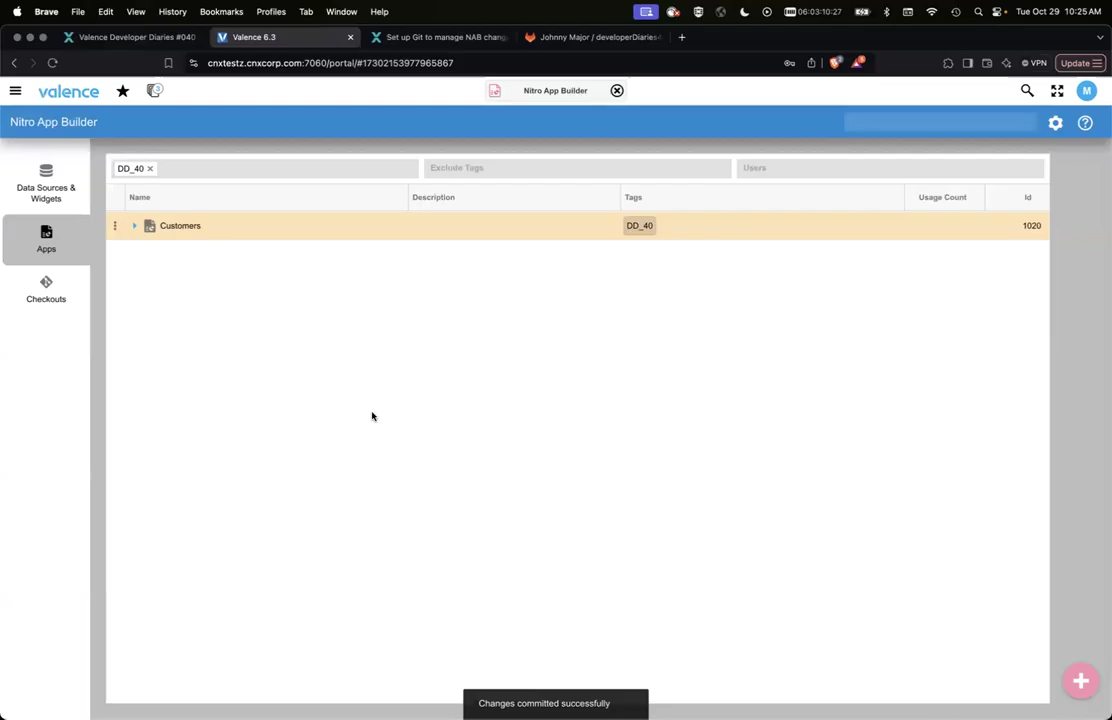 Brave File Edit View History Bookmarks Profiles Tab Window Help 06:03:10:27 Tue Oct 29 10:25 AM
Valence Developer Diaries #040 Valence 6.3 Set up Git to manage NAB chang Johnny Major / developerDiaries
cnxtestz.cnxcorp.com:7060/portal/#17302153977965867 VPN Update
valence 3 Nitro App Builder M
Nitro App Builder
Data Sources &
Widgets
Apps
Checkouts
DD_40 Exclude Tags Users
Name Description Tags Usage Count Id
Customers DD_40 1020
Changes committed successfully